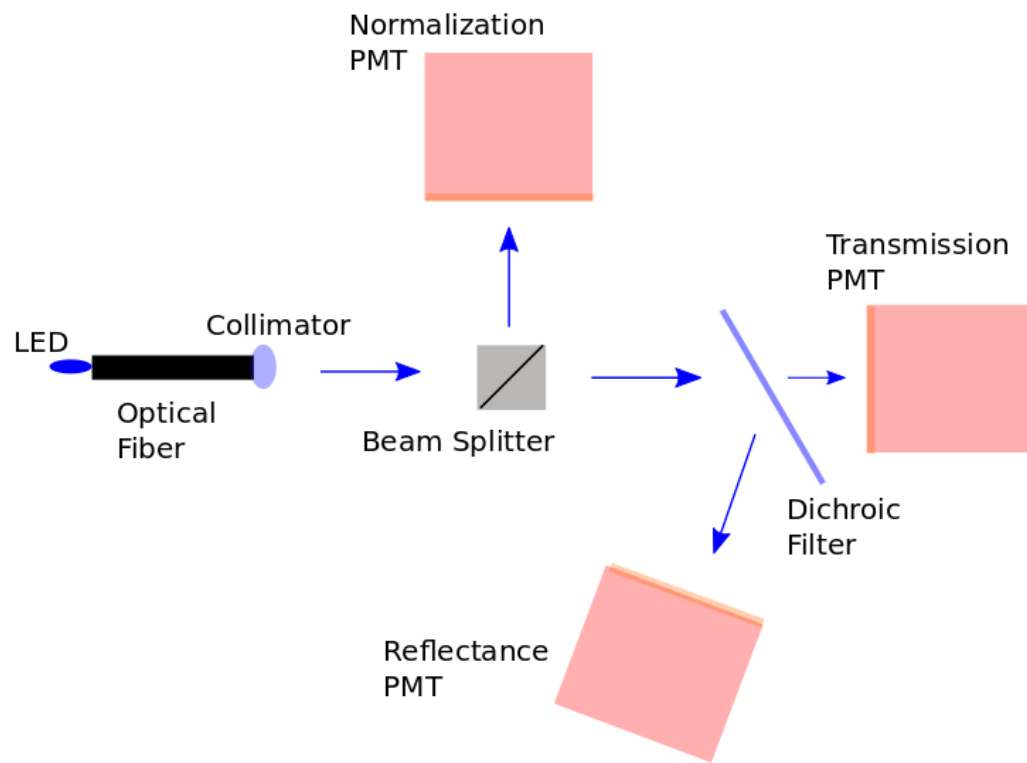 Normalization
PMT
Transmission
PMT
Collimator
LED
Optical
Fiber
Beam Splitter
Dichroic
Filter
Reflectance
PMT